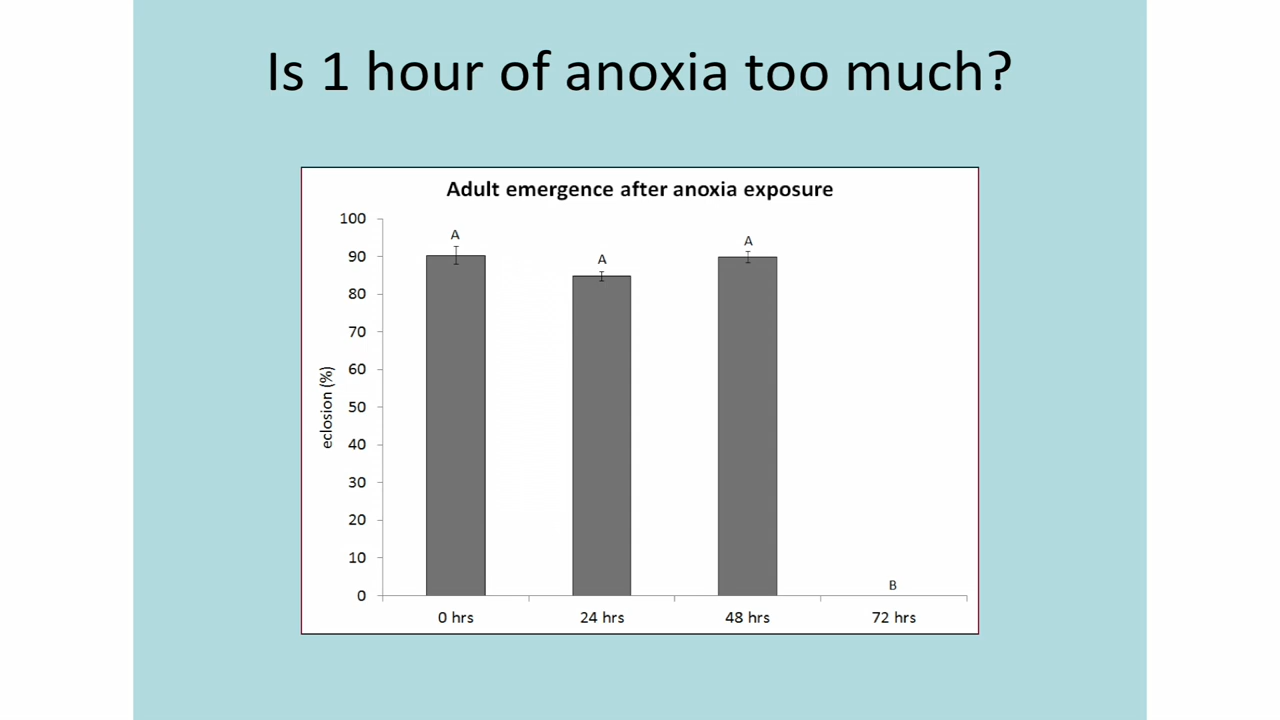 Is 1 hour of anoxia too much?
Adult emergence after anoxia exposure
100
90
80
70
60
50
40
30
20
10
0
eclosion (%)
A
A
A
B
0 hrs
24 hrs
48 hrs
72 hrs